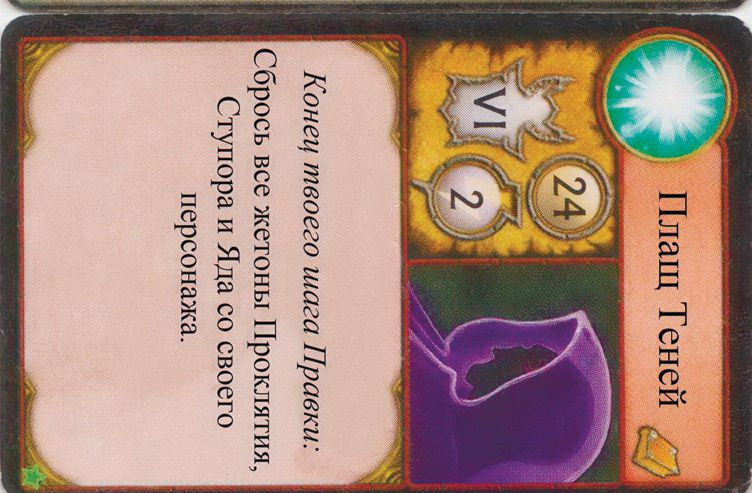 Плащ Теней
24
VI
2
Конец твоего шага Правки:
Сбрось все жетоны Проклятия,
Ступора и Яда со своего
персонажа.